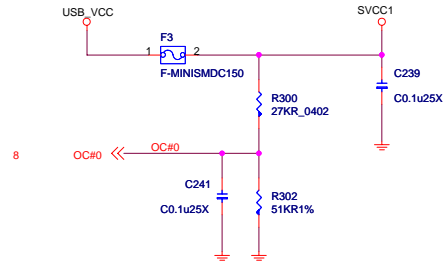 USB_VCC
SVCC1
F3
1
2
F-MINISMDC150
C239
C0.1u25X
R300
27KR_0402
8
OC#0
OC#0
C241
C0.1u25X
R302
51KR1%